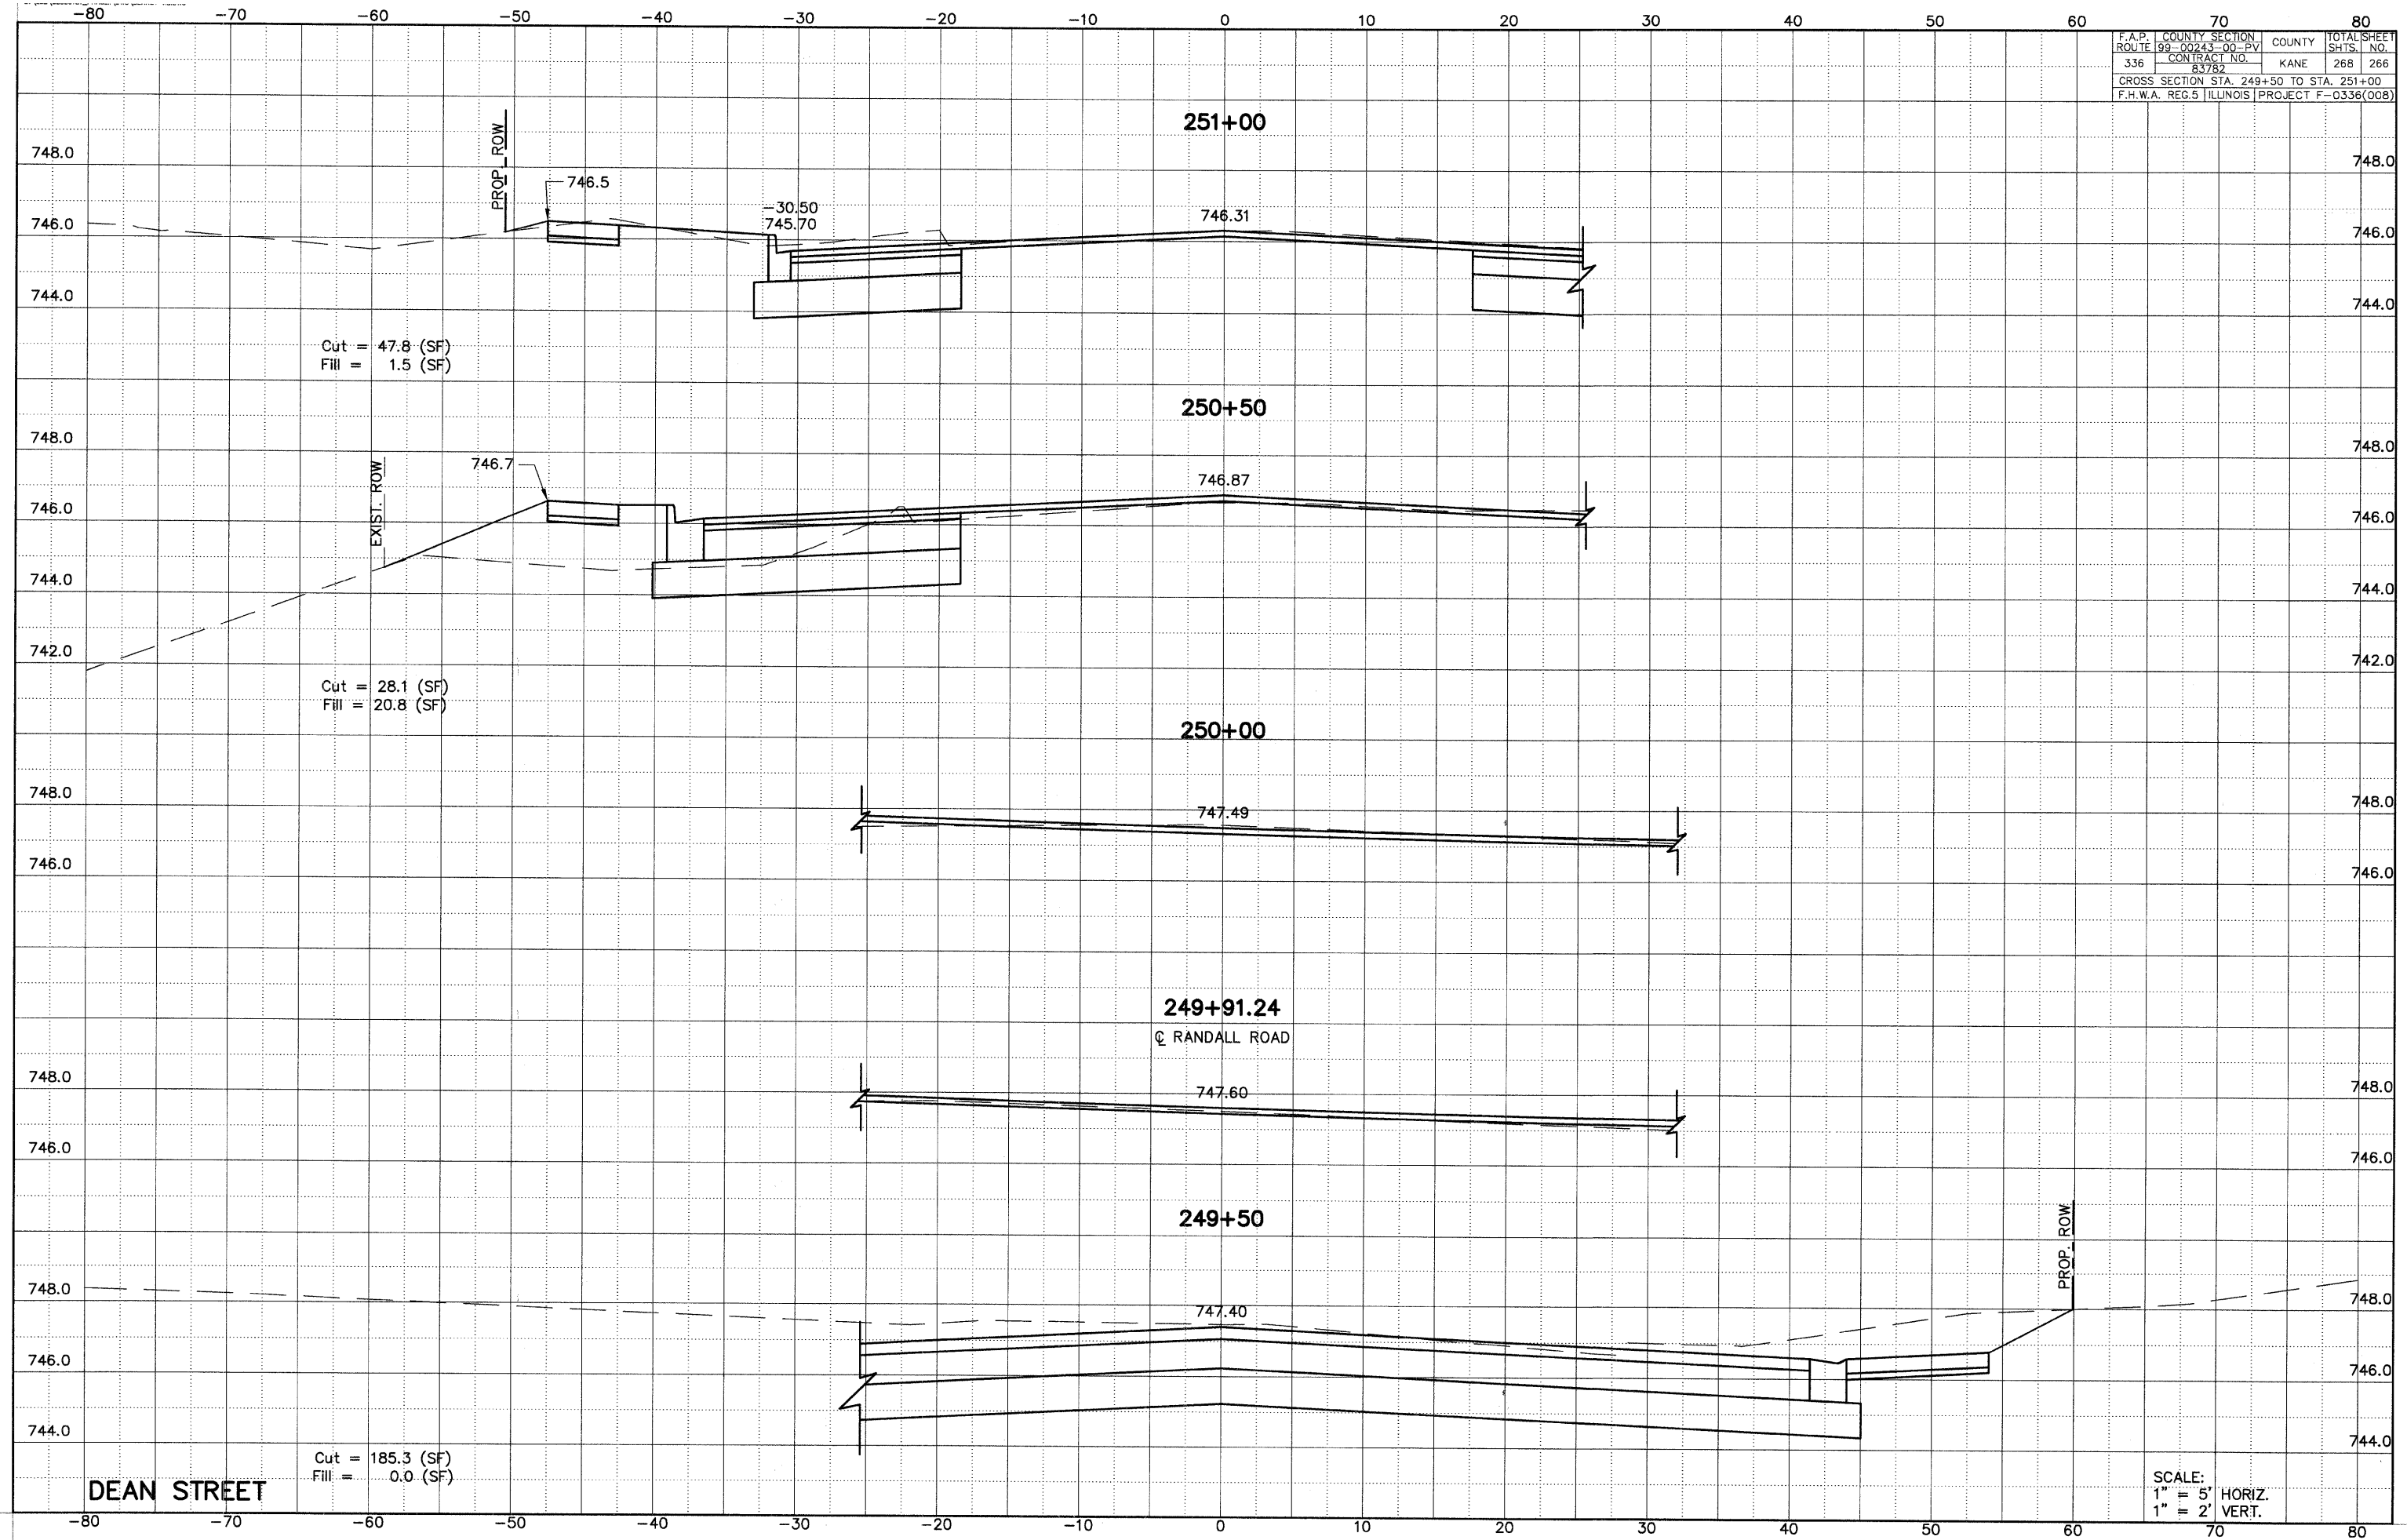 -80 -70 -60 -50 -40 -30 -20 -10 0 10 20 30 40 50 60 70 80
F.A.P. ROUTE COUNTY SECTION COUNTY TOTAL SHTS. SHEET NO.
336 99-00243-00-PV KANE 268 266
CONTRACT NO.
83782
CROSS SECTION STA. 249+50 TO STA. 251+00
F.H.W.A. REG.5 ILLINOIS PROJECT F-0336(008)
251+00
748.0 748.0
PROP. ROW
746.5
-30.50
745.70
746.31
746.0 746.0
744.0 744.0
Cut = 47.8 (SF)
Fill = 1.5 (SF)
250+50
748.0 748.0
EXIST. ROW
746.7
746.87
746.0 746.0
744.0 744.0
742.0 742.0
Cut = 28.1 (SF)
Fill = 20.8 (SF)
250+00
748.0 748.0
747.49
746.0 746.0
249+91.24
℄ RANDALL ROAD
748.0 748.0
747.60
746.0 746.0
249+50
PROP. ROW
748.0 748.0
747.40
746.0 746.0
744.0 744.0
Cut = 185.3 (SF)
Fill = 0.0 (SF)
DEAN STREET
SCALE:
1" = 5' HORIZ.
1" = 2' VERT.
-80 -70 -60 -50 -40 -30 -20 -10 0 10 20 30 40 50 60 70 80